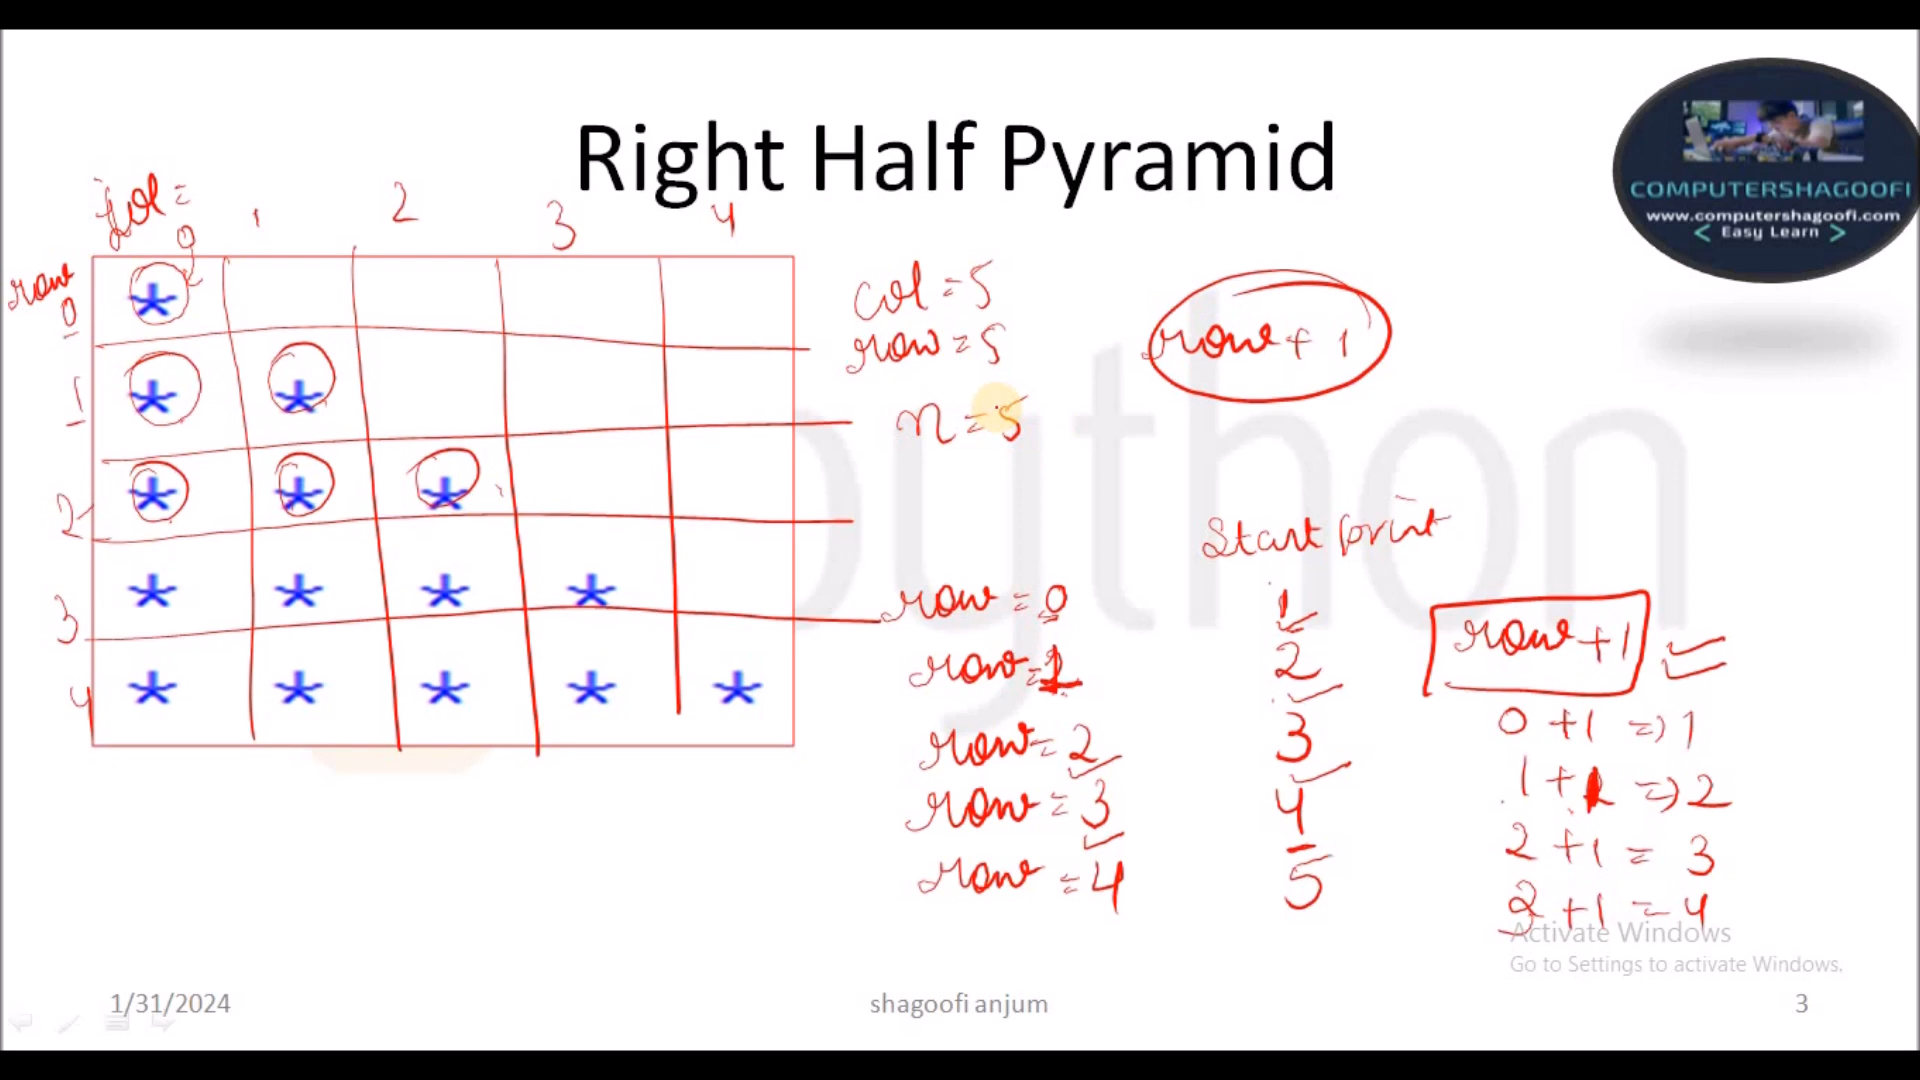 Right Half Pyramid
COMPUTERSHAGOOFI
www.computershagoofi.com
< Easy Learn >
col =
0 1 2 3 4
row
0
1
2
3
4
* 
* *
* * *
* * * *
* * * * *
col = 5
row = 5
n = 5
row + 1
python
Start print
row = 0 1
row = 1 2
row = 2 3
row = 3 4
row = 4 5
row + 1
0 + 1 => 1
1 + 1 => 2
2 + 1 = 3
3 + 1 = 4
Activate Windows
Go to Settings to activate Windows.
1/31/2024
shagoofi anjum
3